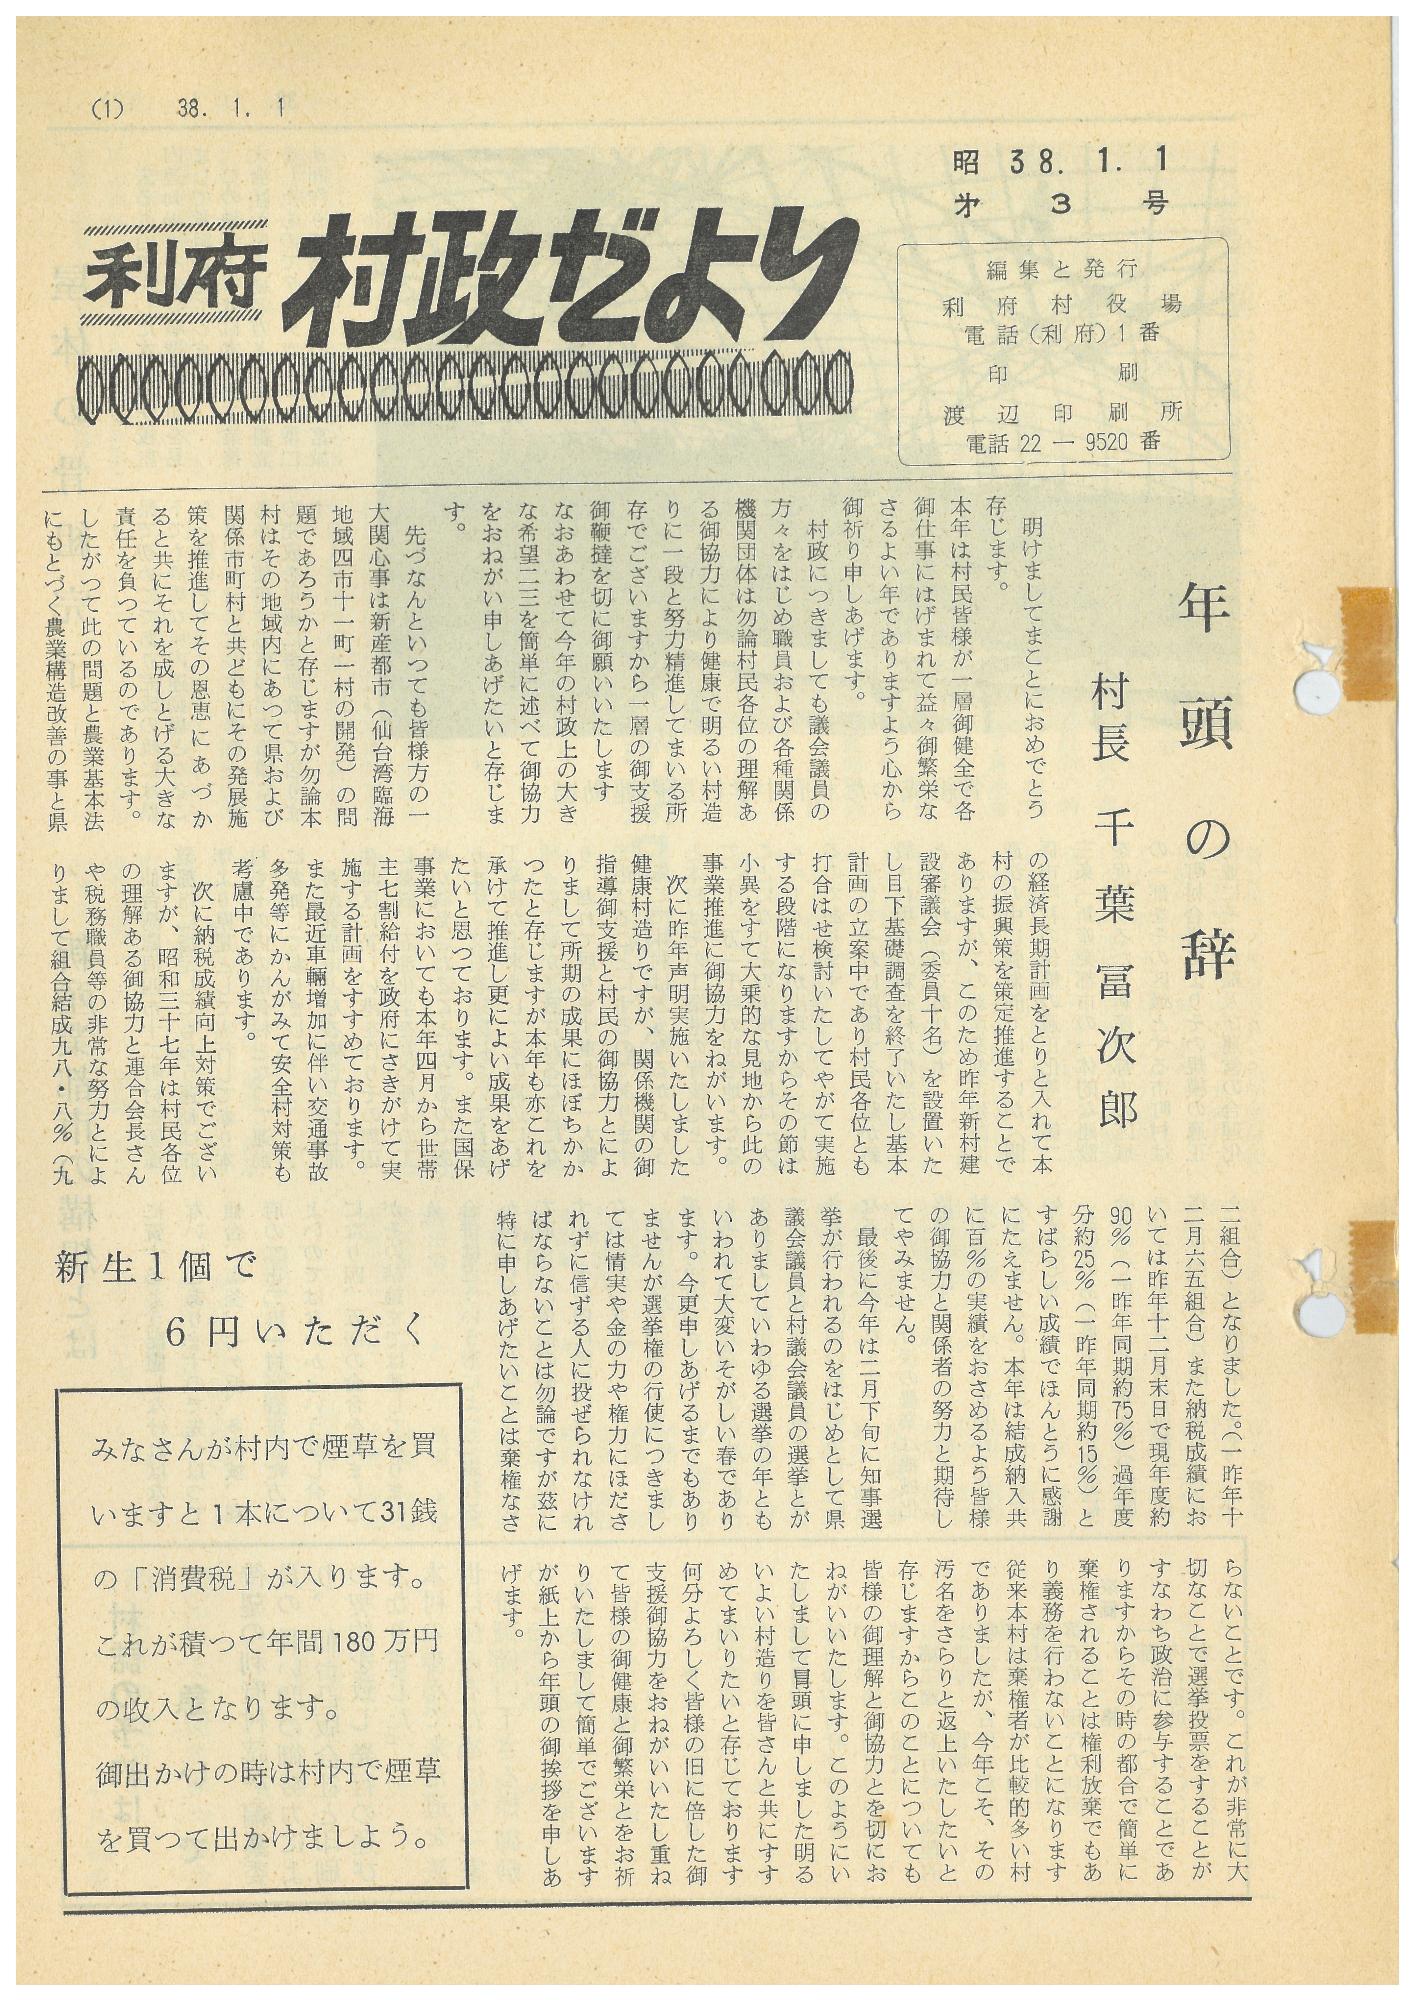 (1) 38. 1. 1
昭 38. 1. 1
才 3 号
利府 村政だより
編集と発行
利府村役場
電話(利府)1番
印刷
渡辺印刷所
電話 22 ― 9520 番
年頭の辞
村長 千葉冨次郎
明けましてまことにおめでとう
存じます。
本年は村民皆様が一層御健全で各
御仕事にはげまれて益々御繁栄な
さるよい年でありますよう心から
御祈り申しあげます。
村政につきましても議会議員の
方々をはじめ職員および各種関係
機関団体は勿論村民各位の理解あ
る御協力により健康で明るい村造
りに一段と努力精進してまいる所
存でございますから一層の御支援
御鞭撻を切に御願いいたします
なおあわせて今年の村政上の大き
な希望二三を簡単に述べて御協力
をおねがい申しあげたいと存じま
す。
先づなんといつても皆様方の一
大関心事は新産都市(仙台湾臨海
地域四市十一町一村の開発)の問
題であろうかと存じますが勿論本
村はその地域内にあつて県および
関係市町村と共どもにその発展施
策を推進してその恩恵にあづか
ると共にそれを成しとげる大きな
責任を負つているのであります。
したがつて此の問題と農業基本法
にもとづく農業構造改善の事と県
の経済長期計画をとりと入れて本
村の振興策を策定推進することで
ありますが、このため昨年新村建
設審議会(委員十名)を設置いた
し目下基礎調査を終了いたし基本
計画の立案中であり村民各位とも
打合はせ検討いたしてやがて実施
する段階になりますからその節は
小異をすて大乗的な見地から此の
事業推進に御協力をねがいます。
次に昨年声明実施いたしました
健康村造りですが、関係機関の御
指導御支援と村民の御協力とによ
りまして所期の成果にほぼちかか
つたと存じますが本年も亦これを
承けて推進し更によい成果をあげ
たいと思つております。また国保
事業においても本年四月から世帯
主七割給付を政府にさきがけて実
施する計画をすすめております。
また最近車輛増加に伴い交通事故
多発等にかんがみて安全村対策も
考慮中であります。
次に納税成績向上対策でござい
ますが、昭和三十七年は村民各位
の理解ある御協力と連合会長さん
や税務職員等の非常な努力とによ
りまして組合結成九八・八%(九
二組合)となりました。(一昨年十
二月六五組合)また納税成績にお
いては昨年十二月末日で現年度約
90%(一昨年同期約75%)過年度
分約25%(一昨年同期約15%)と
すばらしい成績でほんとうに感謝
にたえません。本年は結成納入共
に百%の実績をおさめるよう皆様
の御協力と関係者の努力と期待し
てやみません。
最後に今年は二月下旬に知事選
挙が行われるのをはじめとして県
議会議員と村議会議員の選挙とが
ありましていわゆる選挙の年とも
いわれて大変いそがしい春であり
ます。今更申しあげるまでもあり
ませんが選挙権の行使につきまし
ては情実や金の力や権力にほださ
れずに信ずる人に投ぜられなけれ
ばならないことは勿論ですが茲に
特に申しあげたいことは棄権なさ
らないことです。これが非常に大
切なことで選挙投票をすることが
すなわち政治に参与することであ
りますからその時の都合で簡単に
棄権されることは権利放棄でもあ
り義務を行わないことになります
従来本村は棄権者が比較的多い村
でありましたが、今年こそ、その
汚名をさらりと返上いたしたいと
存じますからこのことについても
皆様の御理解と御協力とを切にお
ねがいいたします。このようにい
たしまして冒頭に申しました明る
いよい村造りを皆さんと共にすす
めてまいりたいと存じております
何分よろしく皆様の旧に倍した御
支援御協力をおねがいいたし重ね
て皆様の御健康と御繁栄とをお祈
りいたしまして簡単でございます
が紙上から年頭の御挨拶を申しあ
げます。
新生1個で
6円いただく
みなさんが村内で煙草を買
いますと1本について31銭
の「消費税」が入ります。
これが積つて年間180万円
の収入となります。
御出かけの時は村内で煙草
を買つて出かけましよう。